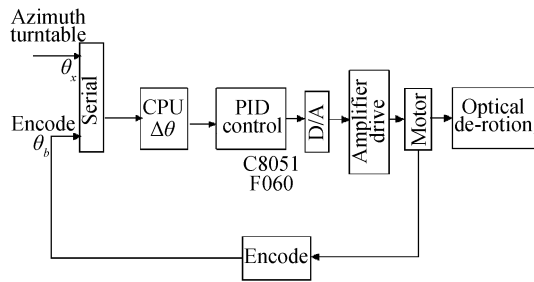 Azimuth
turntable
θx
Encode
θb
Serial
CPU
Δθ
PID
control
C8051
F060
D/A
Amplifier
drive
Motor
Optical
de-rotion
Encode